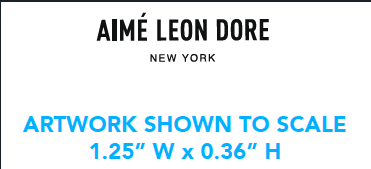 AIMÉ LEON DORE
NEW YORK
ARTWORK SHOWN TO SCALE
1.25” W x 0.36” H